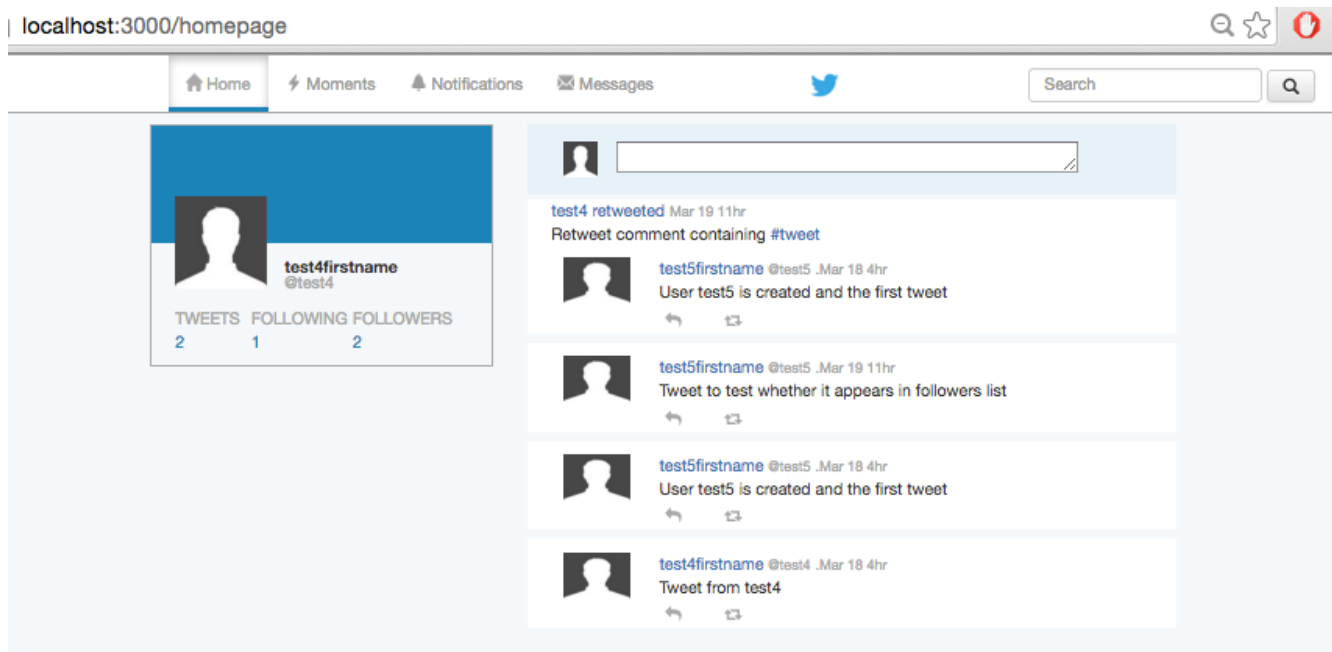 localhost:3000/homepage
Home Moments Notifications Messages Search
test4firstname
@test4
TWEETS FOLLOWING FOLLOWERS
2 1 2
test4 retweeted Mar 19 11hr
Retweet comment containing #tweet
test5firstname @test5 .Mar 18 4hr
User test5 is created and the first tweet
test5firstname @test5 .Mar 19 11hr
Tweet to test whether it appears in followers list
test5firstname @test5 .Mar 18 4hr
User test5 is created and the first tweet
test4firstname @test4 .Mar 18 4hr
Tweet from test4